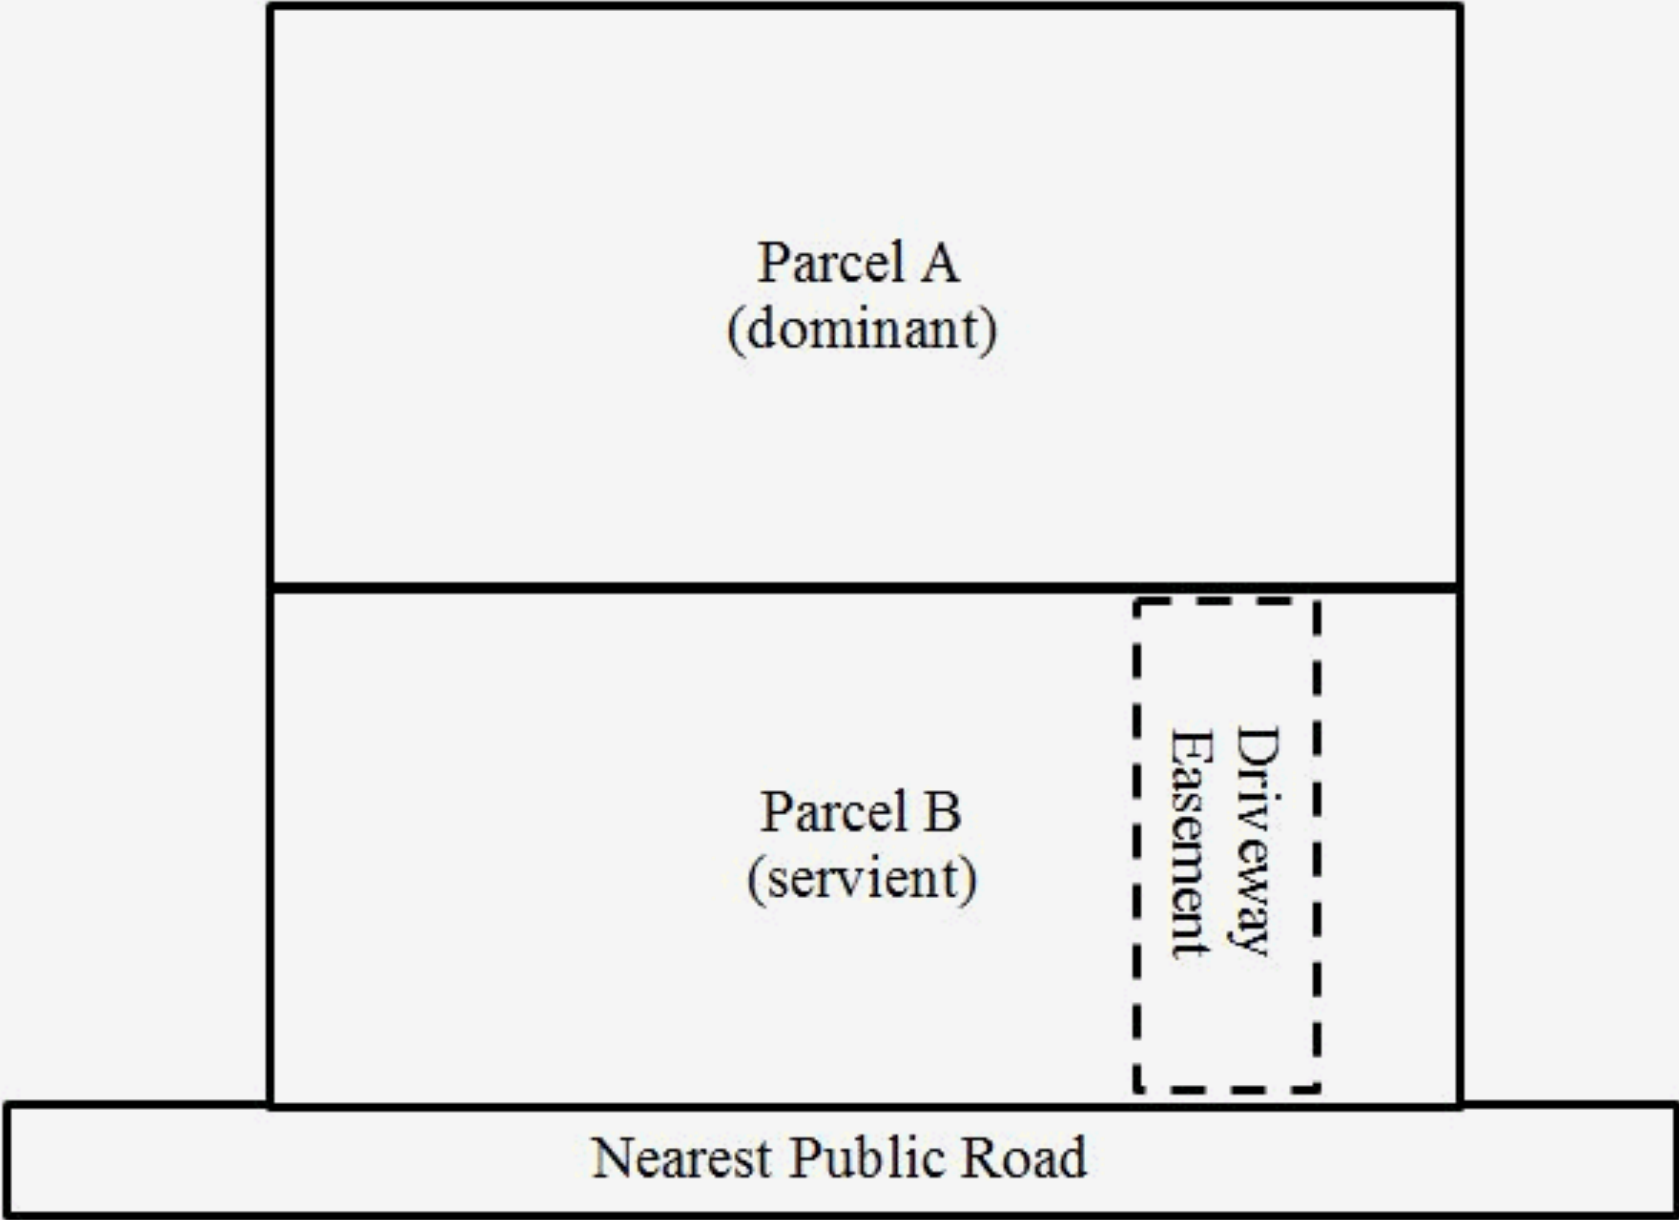 Parcel A
(dominant)
Parcel B
(servient)
Driveway
Easement
Nearest Public Road